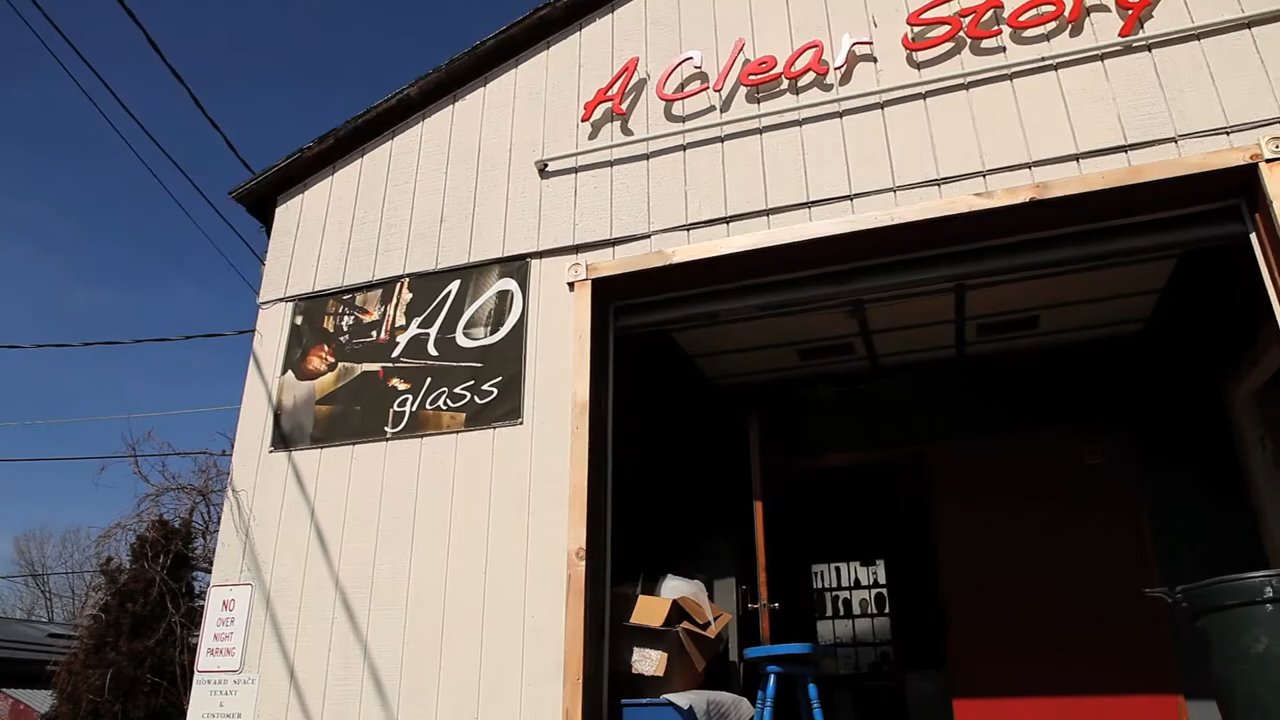 A Clear Story
AO
glass
NO
OVER
NIGHT
PARKING
HOWARD SPACE
TENANT
&
CUSTOMER